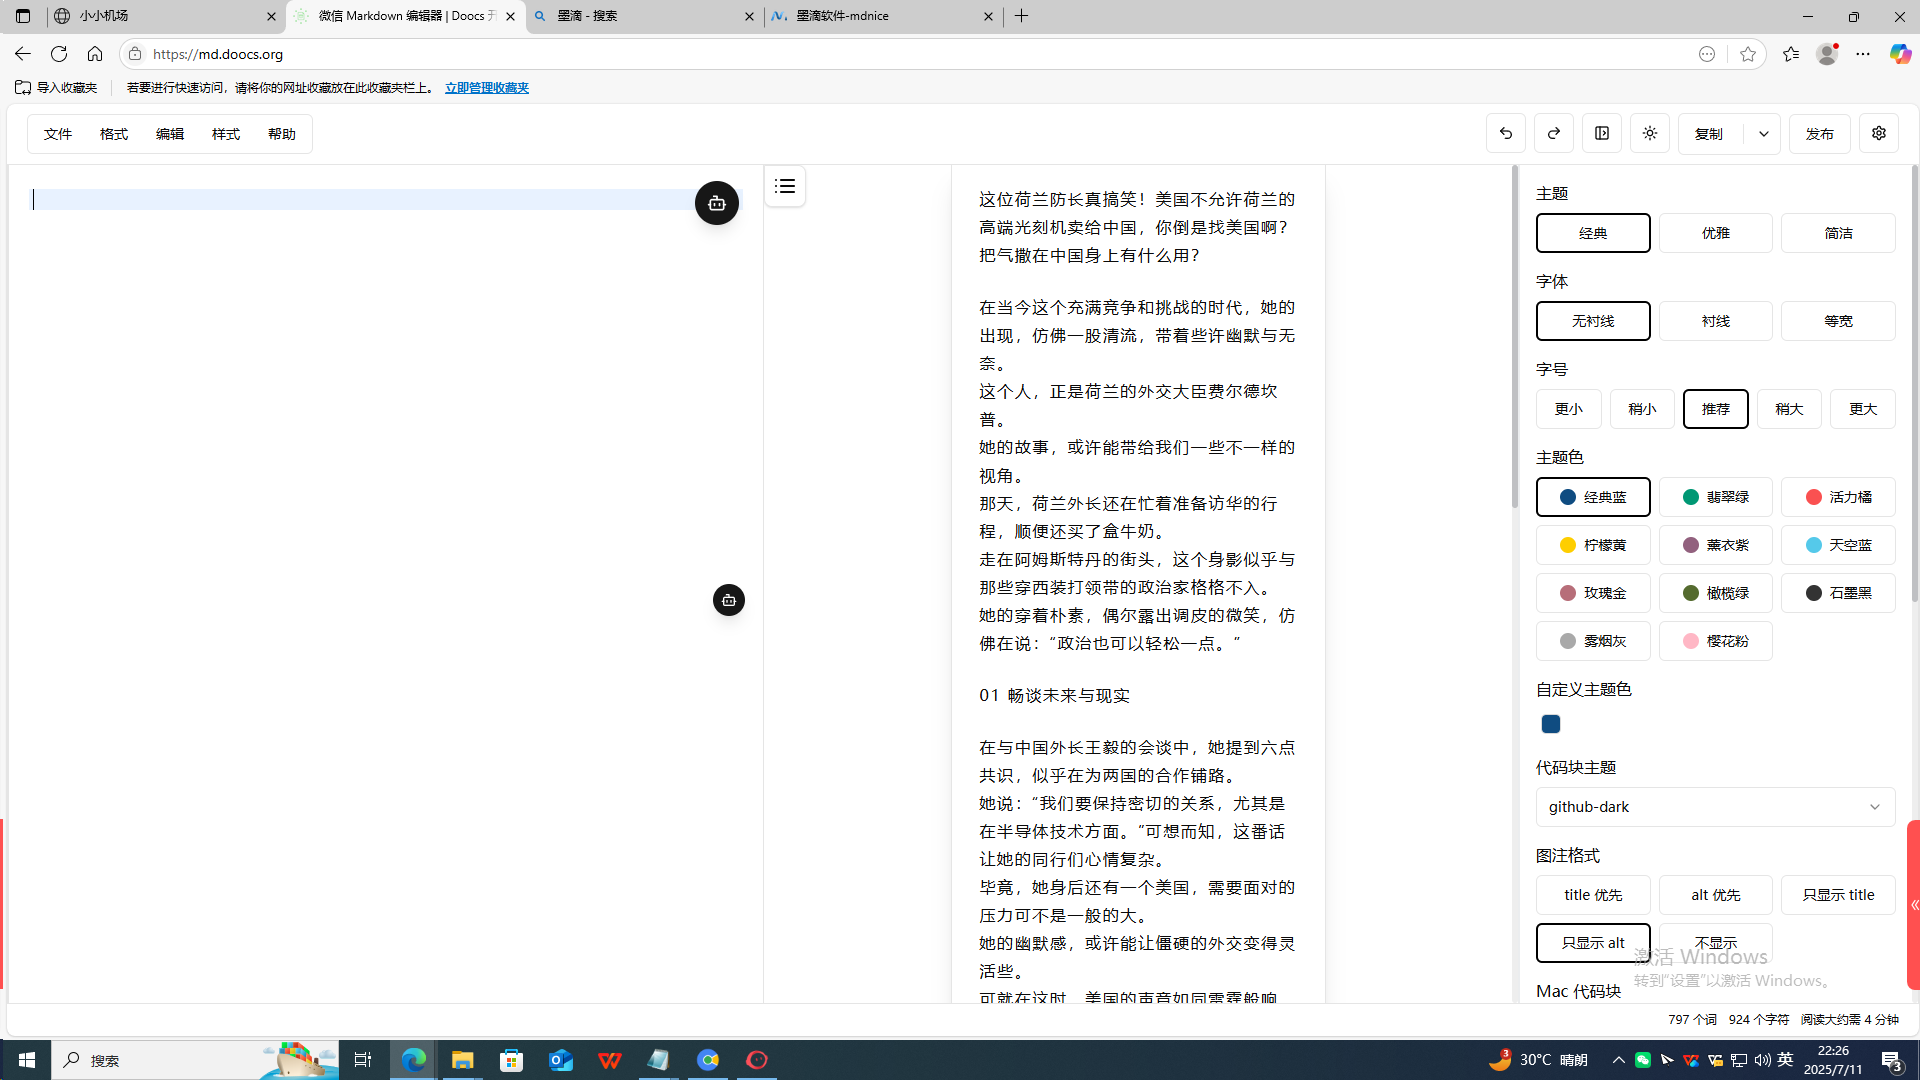 小小机场
微信 Markdown 编辑器 | Doocs 开
墨滴 - 搜索
墨滴软件-mdnice
https://md.doocs.org
导入收藏夹
若要进行快速访问，请将你的网址收藏放在此收藏夹栏上。 立即管理收藏夹
文件 格式 编辑 样式 帮助
复制
发布
这位荷兰防长真搞笑！美国不允许荷兰的
高端光刻机卖给中国，你倒是找美国啊？
把气撒在中国身上有什么用？
在当今这个充满竞争和挑战的时代，她的
出现，仿佛一股清流，带着些许幽默与无
奈。
这个人，正是荷兰的外交大臣费尔德坎
普。
她的故事，或许能带给我们一些不一样的
视角。
那天，荷兰外长还在忙着准备访华的行
程，顺便还买了盒牛奶。
走在阿姆斯特丹的街头，这个身影似乎与
那些穿西装打领带的政治家格格不入。
她的穿着朴素，偶尔露出调皮的微笑，仿
佛在说：“政治也可以轻松一点。”
01 畅谈未来与现实
在与中国外长王毅的会谈中，她提到六点
共识，似乎在为两国的合作铺路。
她说：“我们要保持密切的关系，尤其是
在半导体技术方面。”可想而知，这番话
让她的同行们心情复杂。
毕竟，她身后还有一个美国，需要面对的
压力可不是一般的大。
她的幽默感，或许能让僵硬的外交变得灵
活些。
可就在这时，美国的声音如同雷霆般响
主题
经典 优雅 简洁
字体
无衬线 衬线 等宽
字号
更小 稍小 推荐 稍大 更大
主题色
经典蓝 翡翠绿 活力橘
柠檬黄 薰衣紫 天空蓝
玫瑰金 橄榄绿 石墨黑
雾烟灰 樱花粉
自定义主题色
代码块主题
github-dark
图注格式
title 优先 alt 优先 只显示 title
只显示 alt 不显示
激活 Windows
转到“设置”以激活 Windows。
Mac 代码块
797 个词 924 个字符 阅读大约需 4 分钟
搜索
3
30°C 晴朗
英
22:26
2025/7/11
3